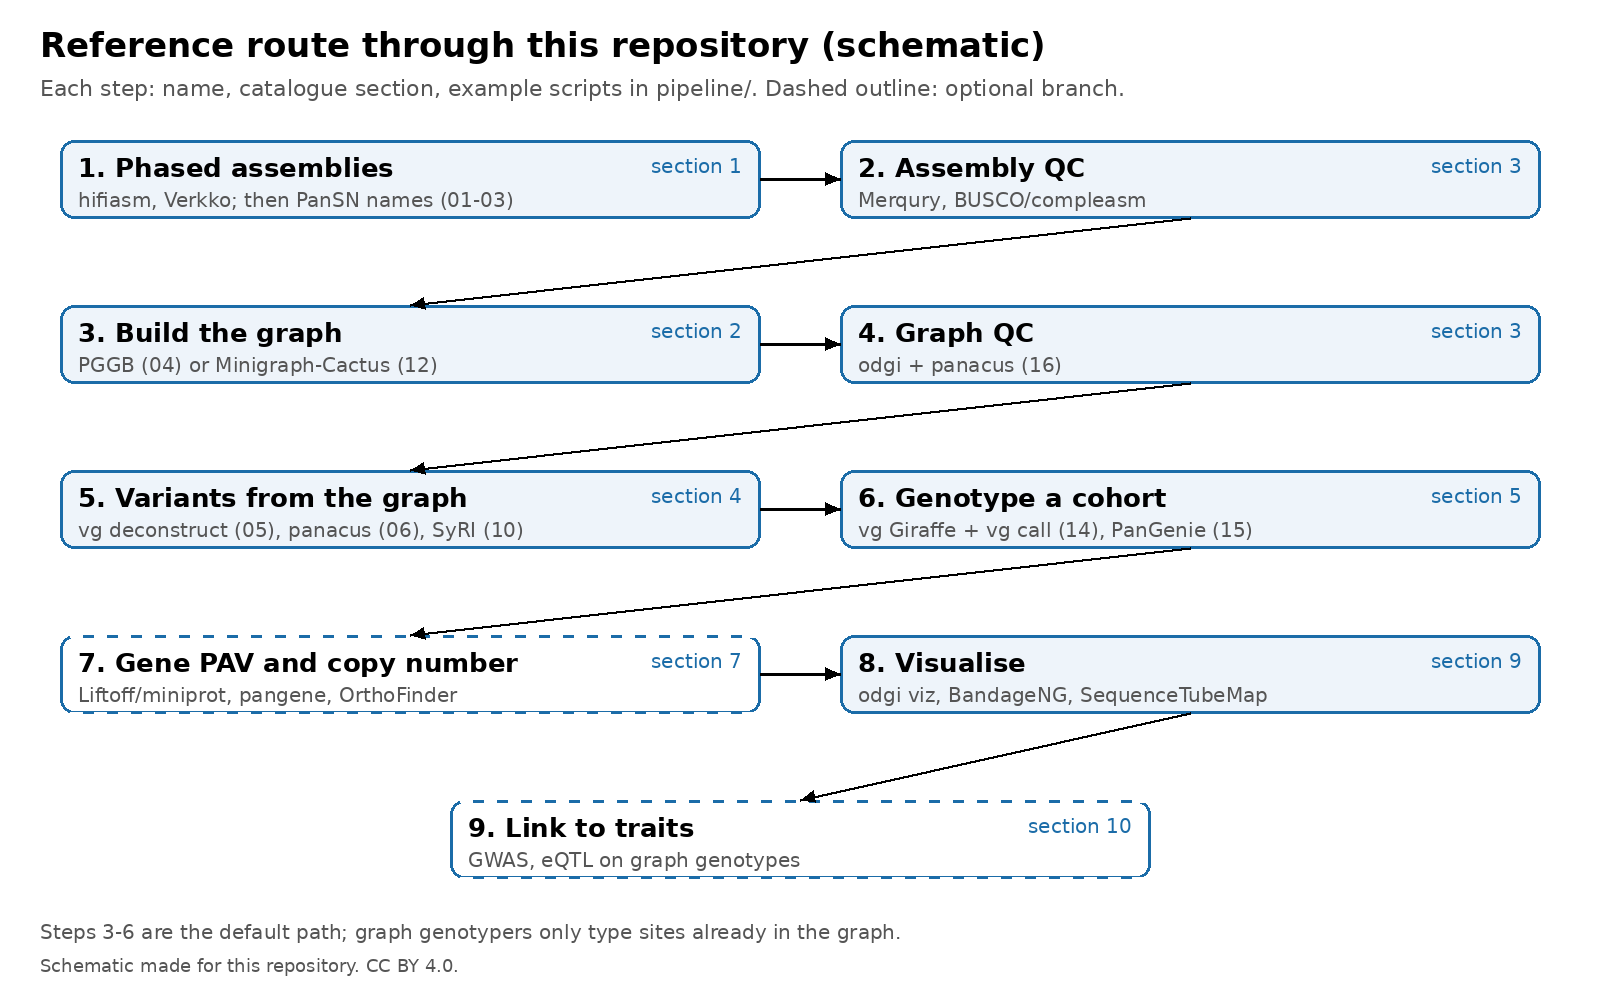 Reference route through this repository (schematic)
Each step: name, catalogue section, example scripts in pipeline/. Dashed outline: optional branch.
1. Phased assemblies
section 1
hifiasm, Verkko; then PanSN names (01-03)
2. Assembly QC
section 3
Merqury, BUSCO/compleasm
3. Build the graph
section 2
PGGB (04) or Minigraph-Cactus (12)
4. Graph QC
section 3
odgi + panacus (16)
5. Variants from the graph
section 4
vg deconstruct (05), panacus (06), SyRI (10)
6. Genotype a cohort
section 5
vg Giraffe + vg call (14), PanGenie (15)
7. Gene PAV and copy number
section 7
Liftoff/miniprot, pangene, OrthoFinder
8. Visualise
section 9
odgi viz, BandageNG, SequenceTubeMap
9. Link to traits
section 10
GWAS, eQTL on graph genotypes
Steps 3-6 are the default path; graph genotypers only type sites already in the graph.
Schematic made for this repository. CC BY 4.0.